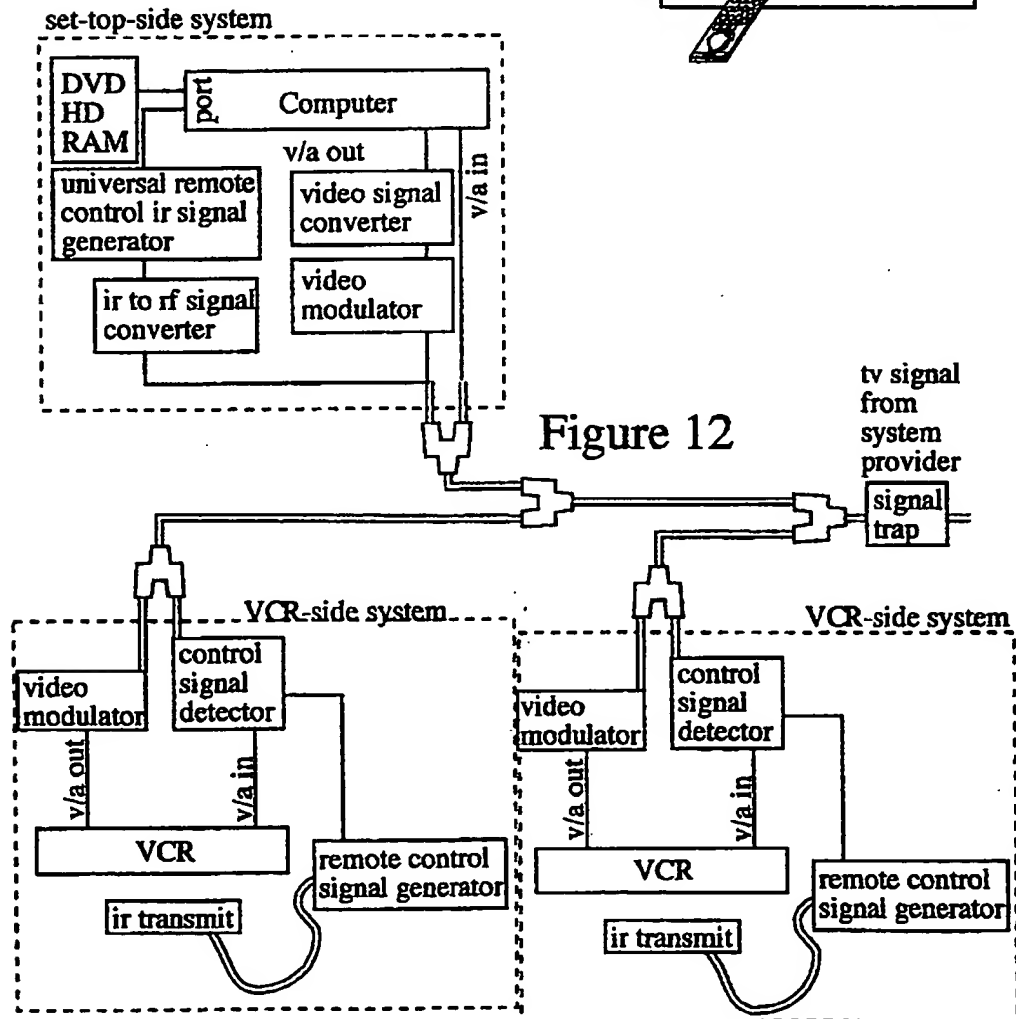 set-top-side system
DVD
HD
RAM
port
Computer
v/a out
v/a in
universal remote
control ir signal
generator
video signal
converter
ir to rf signal
converter
video
modulator
Figure 12
tv signal
from
system
provider
signal
trap
VCR-side system
video
modulator
control
signal
detector
v/a out
v/a in
VCR
remote control
signal generator
ir transmit
VCR-side system
video
modulator
control
signal
detector
v/a out
v/a in
VCR
remote control
signal generator
ir transmit